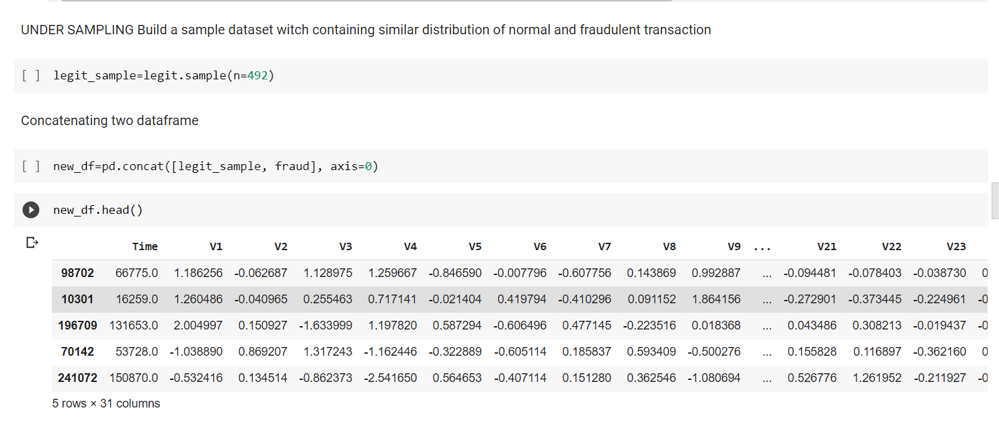 UNDER SAMPLING Build a sample dataset witch containing similar distribution of normal and fraudulent transaction
[ ] legit_sample=legit.sample(n=492)
Concatenating two dataframe
[ ] new_df=pd.concat([legit_sample, fraud], axis=0)
new_df.head()
Time V1 V2 V3 V4 V5 V6 V7 V8 V9 ... V21 V22 V23
98702 66775.0 1.186256 -0.062687 1.128975 1.259667 -0.846590 -0.007796 -0.607756 0.143869 0.992887 ... -0.094481 -0.078403 -0.038730 0
10301 16259.0 1.260486 -0.040965 0.255463 0.717141 -0.021404 0.419794 -0.410296 0.091152 1.864156 ... -0.272901 -0.373445 -0.224961 -0
196709 131653.0 2.004997 0.150927 -1.633999 1.197820 0.587294 -0.606496 0.477145 -0.223516 0.018368 ... 0.043486 0.308213 -0.019437 -0
70142 53728.0 -1.038890 0.869207 1.317243 -1.162446 -0.322889 -0.605114 0.185837 0.593409 -0.500276 ... 0.155828 0.116897 -0.362160 0
241072 150870.0 -0.532416 0.134514 -0.862373 -2.541650 0.564653 -0.407114 0.151280 0.362546 -1.080694 ... 0.526776 1.261952 -0.211927 -0
5 rows × 31 columns